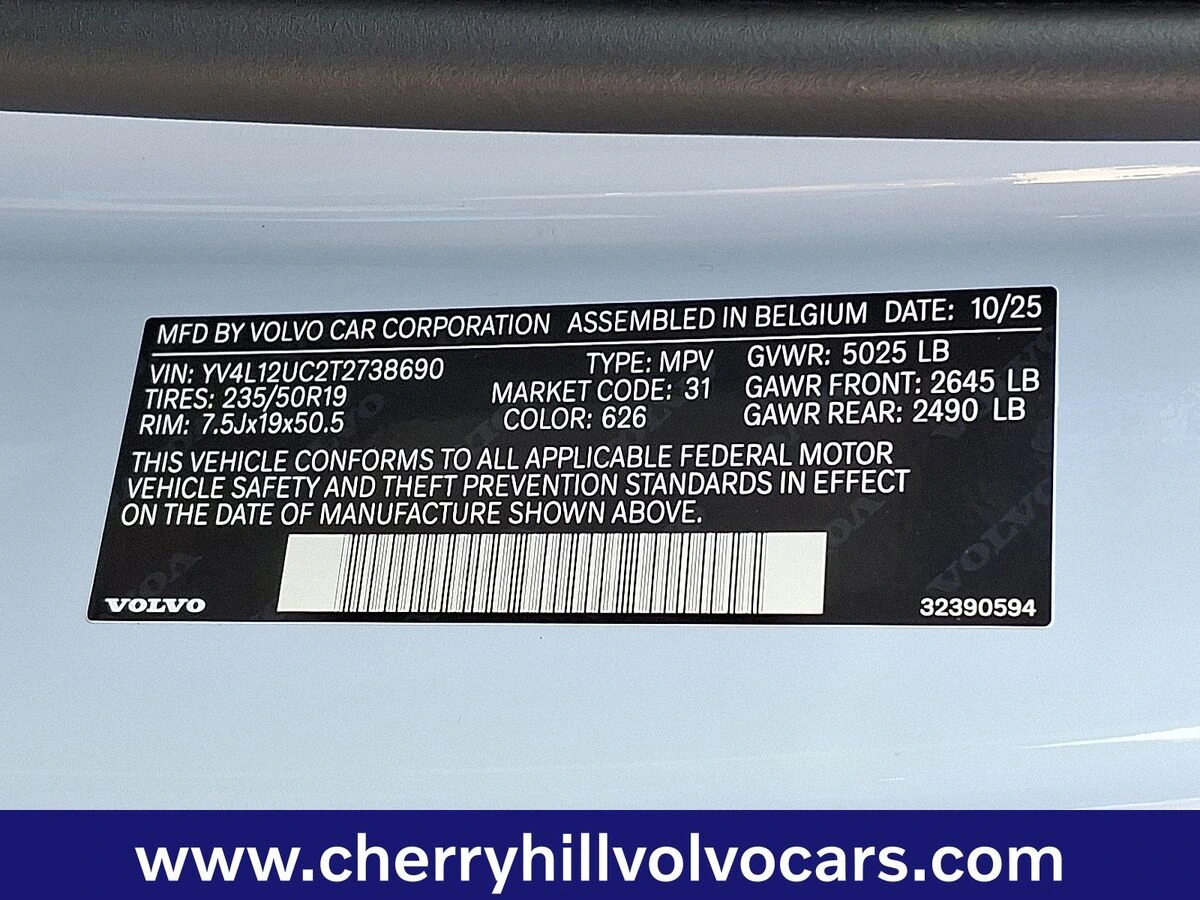 MFD BY VOLVO CAR CORPORATION ASSEMBLED IN BELGIUM DATE: 10/25
VIN: YV4L12UC2T2738690 TYPE: MPV GVWR: 5025 LB
TIRES: 235/50R19 MARKET CODE: 31 GAWR FRONT: 2645 LB
RIM: 7.5Jx19x50.5 COLOR: 626 GAWR REAR: 2490 LB
THIS VEHICLE CONFORMS TO ALL APPLICABLE FEDERAL MOTOR
VEHICLE SAFETY AND THEFT PREVENTION STANDARDS IN EFFECT
ON THE DATE OF MANUFACTURE SHOWN ABOVE.
VOLVO 32390594
www.cherryhillvolvocars.com